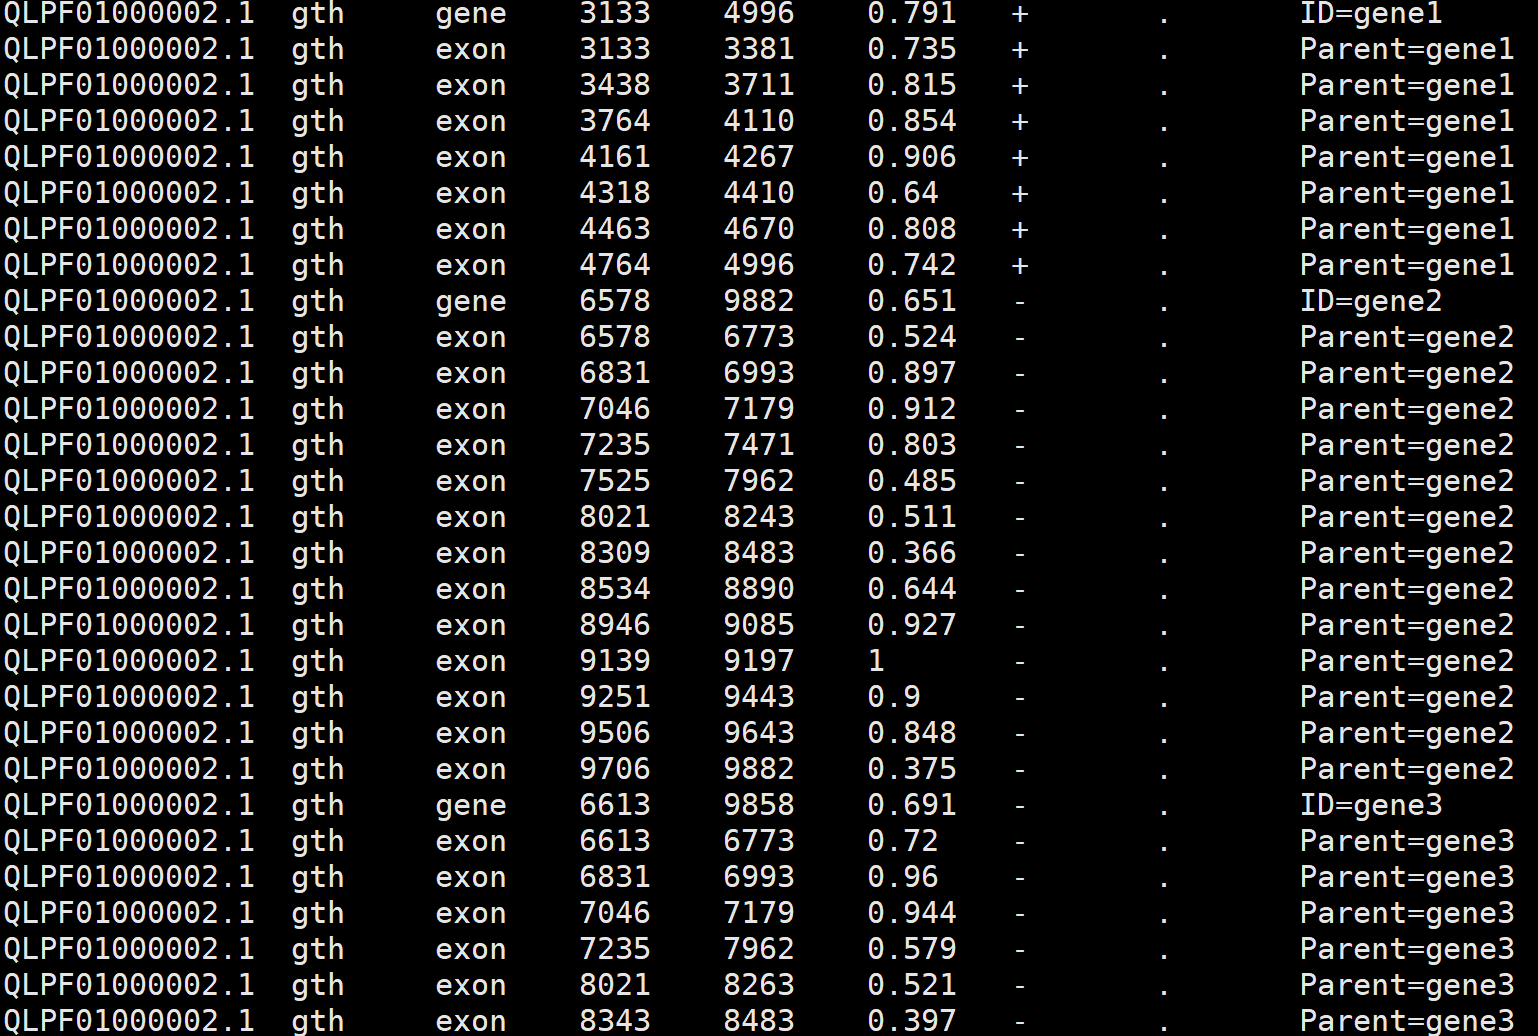 QLPF01000002.1 gth gene 3133 4996 0.791 + . ID=gene1
QLPF01000002.1 gth exon 3133 3381 0.735 + . Parent=gene1
QLPF01000002.1 gth exon 3438 3711 0.815 + . Parent=gene1
QLPF01000002.1 gth exon 3764 4110 0.854 + . Parent=gene1
QLPF01000002.1 gth exon 4161 4267 0.906 + . Parent=gene1
QLPF01000002.1 gth exon 4318 4410 0.64 + . Parent=gene1
QLPF01000002.1 gth exon 4463 4670 0.808 + . Parent=gene1
QLPF01000002.1 gth exon 4764 4996 0.742 + . Parent=gene1
QLPF01000002.1 gth gene 6578 9882 0.651 - . ID=gene2
QLPF01000002.1 gth exon 6578 6773 0.524 - . Parent=gene2
QLPF01000002.1 gth exon 6831 6993 0.897 - . Parent=gene2
QLPF01000002.1 gth exon 7046 7179 0.912 - . Parent=gene2
QLPF01000002.1 gth exon 7235 7471 0.803 - . Parent=gene2
QLPF01000002.1 gth exon 7525 7962 0.485 - . Parent=gene2
QLPF01000002.1 gth exon 8021 8243 0.511 - . Parent=gene2
QLPF01000002.1 gth exon 8309 8483 0.366 - . Parent=gene2
QLPF01000002.1 gth exon 8534 8890 0.644 - . Parent=gene2
QLPF01000002.1 gth exon 8946 9085 0.927 - . Parent=gene2
QLPF01000002.1 gth exon 9139 9197 1 - . Parent=gene2
QLPF01000002.1 gth exon 9251 9443 0.9 - . Parent=gene2
QLPF01000002.1 gth exon 9506 9643 0.848 - . Parent=gene2
QLPF01000002.1 gth exon 9706 9882 0.375 - . Parent=gene2
QLPF01000002.1 gth gene 6613 9858 0.691 - . ID=gene3
QLPF01000002.1 gth exon 6613 6773 0.72 - . Parent=gene3
QLPF01000002.1 gth exon 6831 6993 0.96 - . Parent=gene3
QLPF01000002.1 gth exon 7046 7179 0.944 - . Parent=gene3
QLPF01000002.1 gth exon 7235 7962 0.579 - . Parent=gene3
QLPF01000002.1 gth exon 8021 8263 0.521 - . Parent=gene3
QLPF01000002.1 gth exon 8343 8483 0.397 - . Parent=gene3